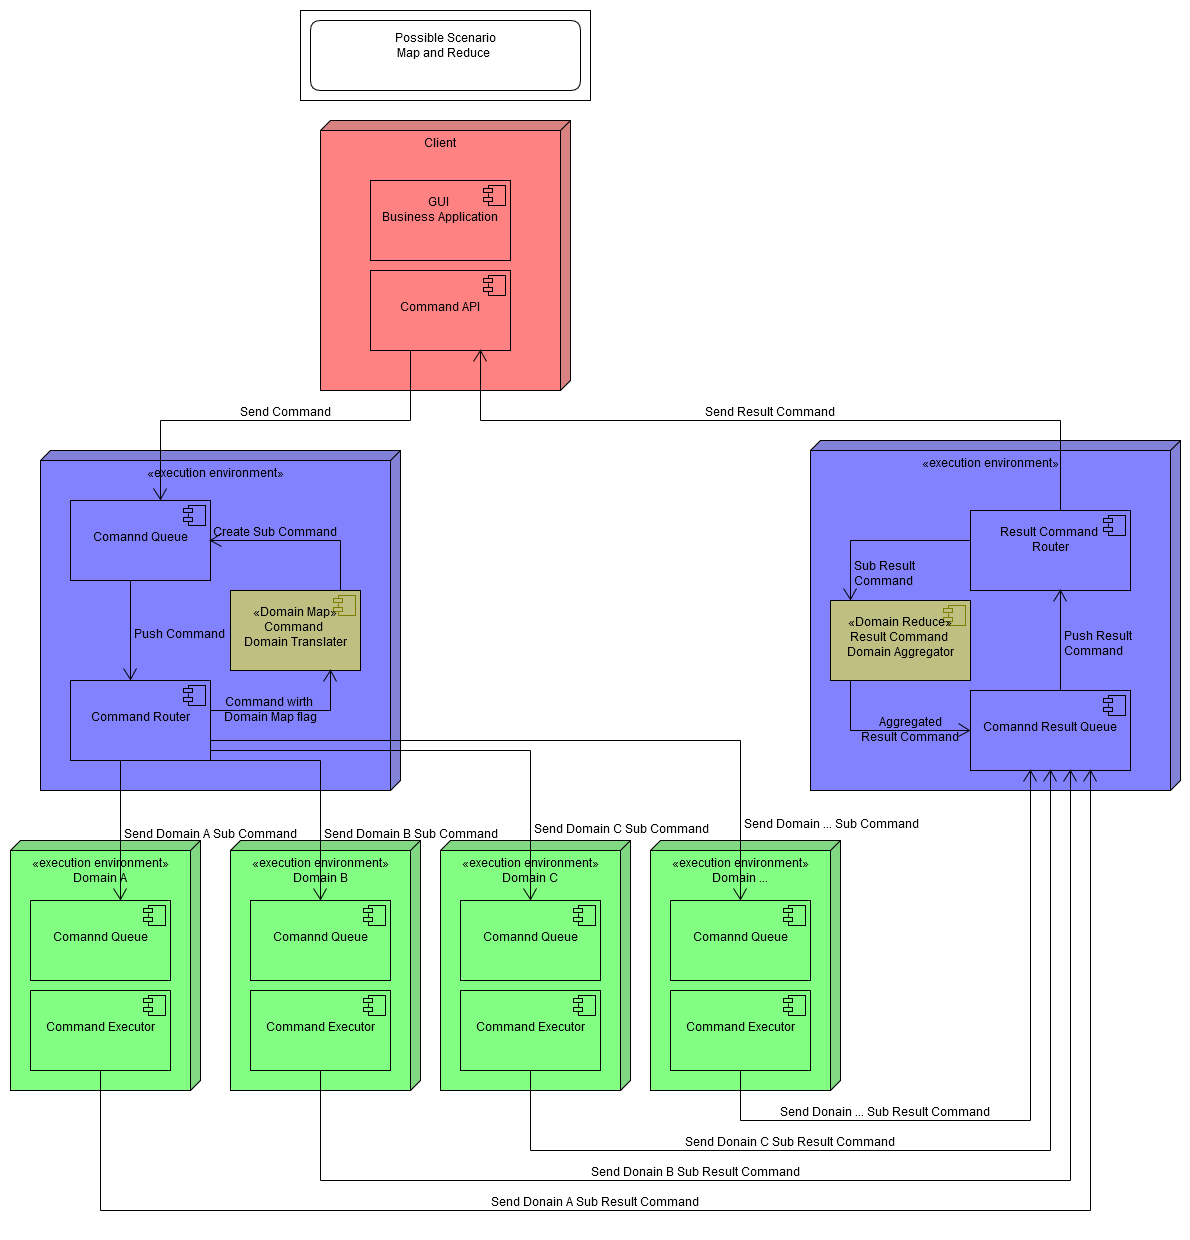 Possible Scenario
Map and Reduce
Client
GUI
Business Application
Command API
Send Command
Send Result Command
«execution environment»
Comannd Queue
Create Sub Command
Push Command
«Domain Map»
Command
Domain Translater
Command Router
Command wirth
Domain Map flag
«execution environment»
Result Command
Router
Sub Result
Command
«Domain Reduce»
Result Command
Domain Aggregator
Push Result
Command
Aggregated
Result Command
Comannd Result Queue
Send Domain A Sub Command
Send Domain B Sub Command
Send Domain C Sub Command
Send Domain ... Sub Command
«execution environment»
Domain A
Comannd Queue
Command Executor
«execution environment»
Domain B
Comannd Queue
Command Executor
«execution environment»
Domain C
Comannd Queue
Command Executor
«execution environment»
Domain ...
Comannd Queue
Command Executor
Send Donain ... Sub Result Command
Send Donain C Sub Result Command
Send Donain B Sub Result Command
Send Donain A Sub Result Command